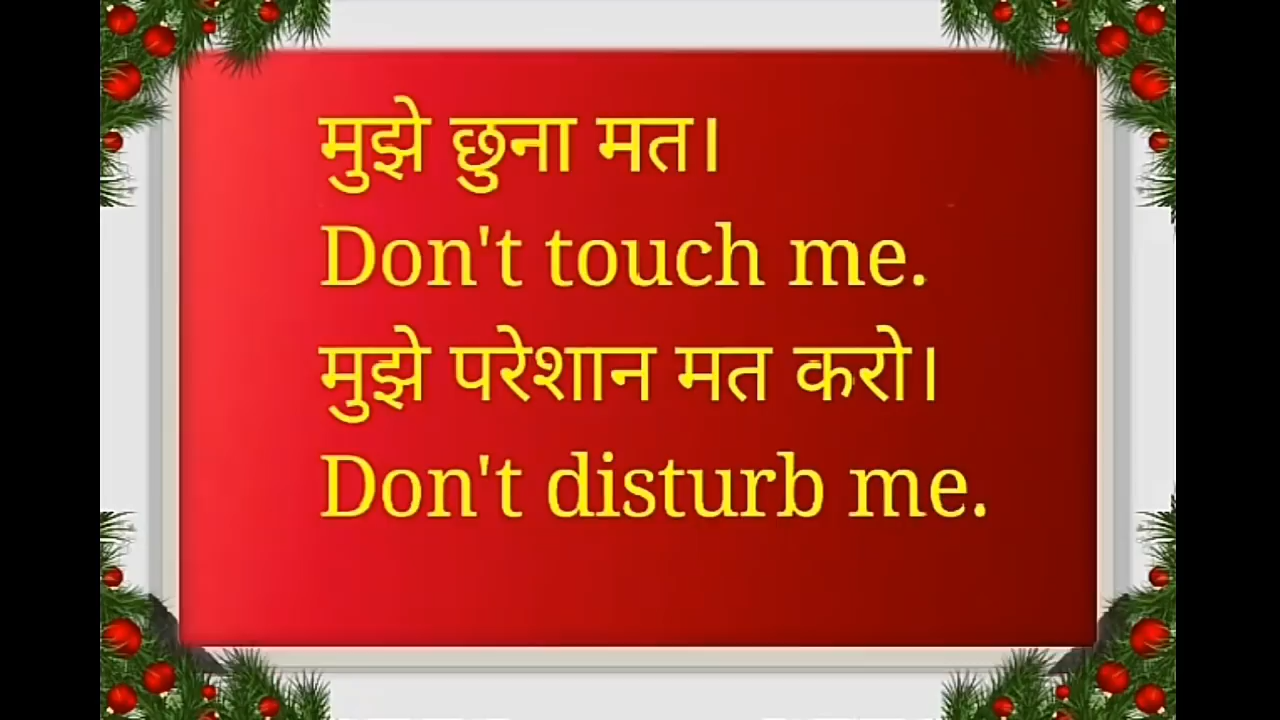 मुझे छुना मत।
Don't touch me.
मुझे परेशान मत करो।
Don't disturb me.